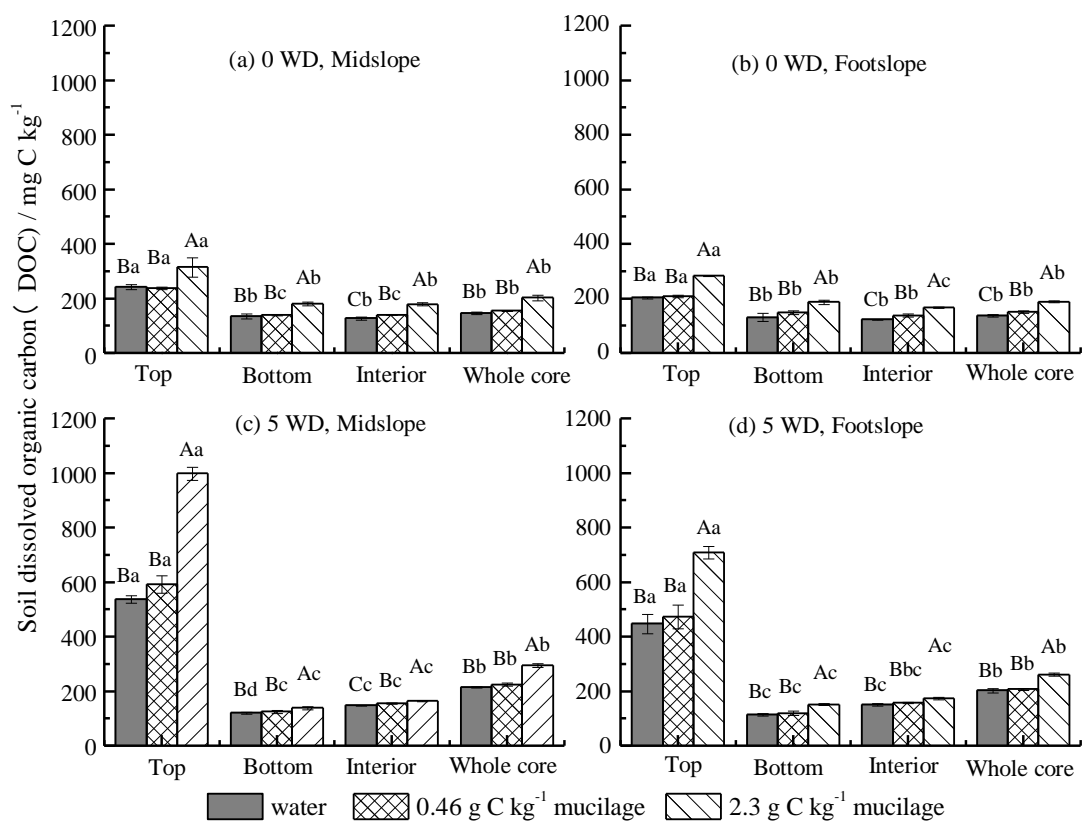 Soil dissolved organic carbon( DOC) / mg C kg-1
1200
1000
800
600
400
200
0
(a) 0 WD, Midslope
Ba Ba Aa
Bb Bc Ab
Cb Bc Ab
Bb Bb Ab
Top Bottom Interior Whole core
1200
1000
800
600
400
200
0
(b) 0 WD, Footslope
Ba Ba Aa
Bb Bb Ab
Cb Bb Ac
Cb Bb Ab
Top Bottom Interior Whole core
1200
1000
800
600
400
200
0
(c) 5 WD, Midslope
Ba Ba Aa
Bd Bc Ac
Cc Bc Ac
Bb Bb Ab
Top Bottom Interior Whole core
1200
1000
800
600
400
200
0
(d) 5 WD, Footslope
Ba Ba Aa
Bc Bc Ac
Bc Bbc Ac
Bb Bb Ab
Top Bottom Interior Whole core
water 0.46 g C kg-1 mucilage 2.3 g C kg-1 mucilage